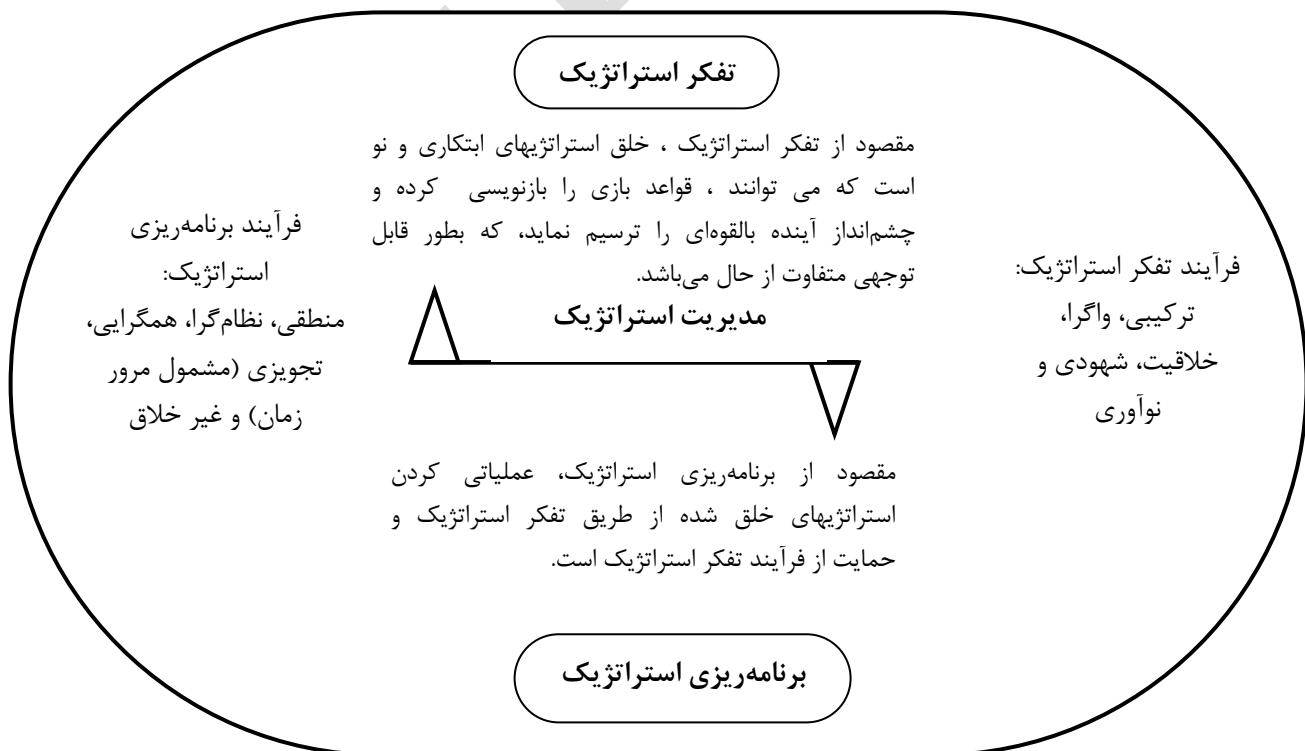 تفکر استراتژیک
مقصود از تفکر استراتژیک ، خلق استراتژیهای ابتکاری و نو
است که می توانند ، قواعد بازی را بازنویسی کرده و
چشم‌انداز آینده بالقوه‌ای را ترسیم نماید، که بطور قابل
توجهی متفاوت از حال می‌باشد.
فرآیند تفکر استراتژیک:
ترکیبی، واگرا،
خلاقیت، شهودی و
نوآوری
مدیریت استراتژیک
فرآیند برنامه‌ریزی
استراتژیک:
منطقی، نظام‌گرا، همگرایی،
تجویزی (مشمول مرور
زمان) و غیر خلاق
مقصود از برنامه‌ریزی استراتژیک، عملیاتی کردن
استراتژیهای خلق شده از طریق تفکر استراتژیک و
حمایت از فرآیند تفکر استراتژیک است.
برنامه‌ریزی استراتژیک